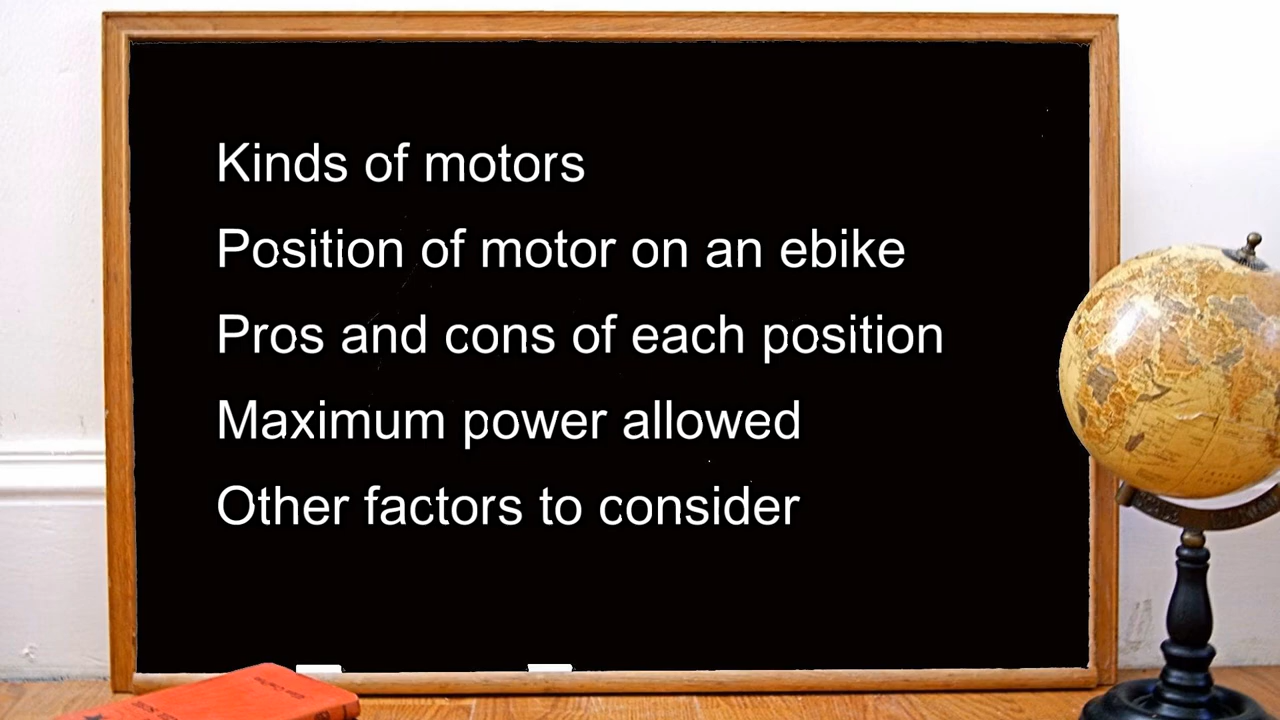 Kinds of motors
Position of motor on an ebike
Pros and cons of each position
Maximum power allowed
Other factors to consider